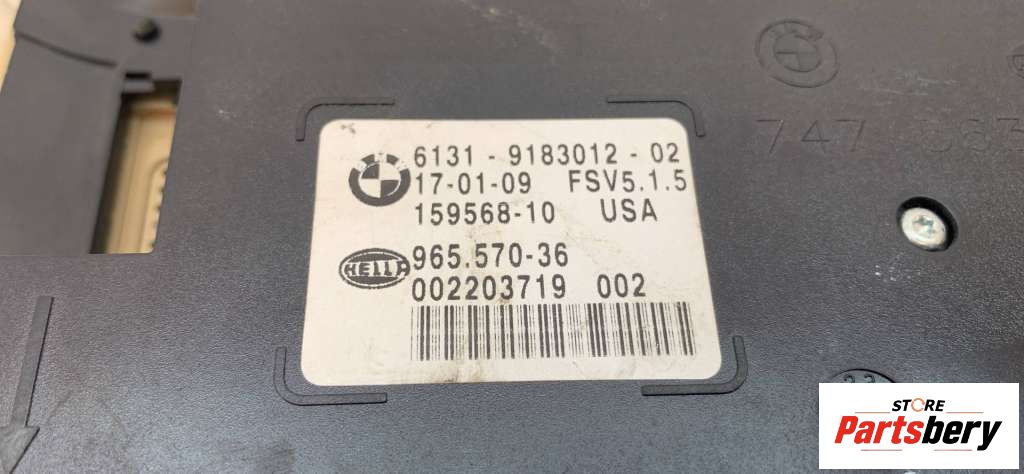 6131 - 9183012 - 02
17-01-09 FSV5.1.5
159568-10 USA
HELLA
965.570-36
002203719 002
747
STORE
Partsbery